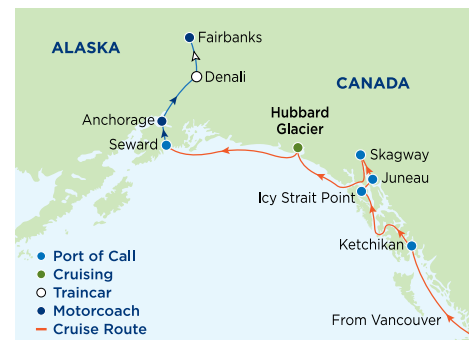 Fairbanks
ALASKA
Denali
CANADA
Hubbard
Glacier
Anchorage
Seward
Skagway
Juneau
Icy Strait Point
Ketchikan
Port of Call
Cruising
Traincar
Motorcoach
Cruise Route
From Vancouver